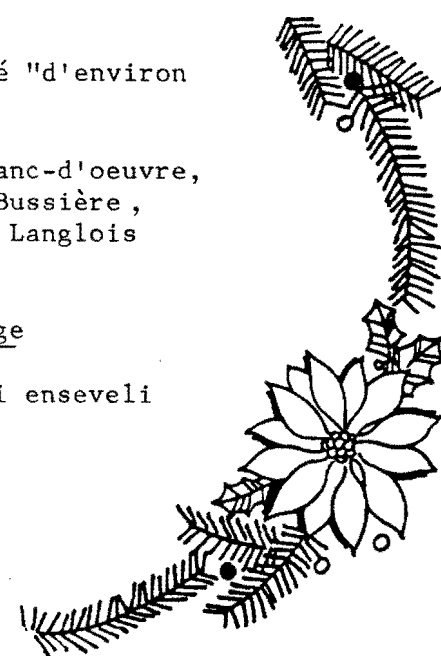 é "d'environ
anc-d'oeuvre,
Bussière,
Langlois
ge
i enseveli